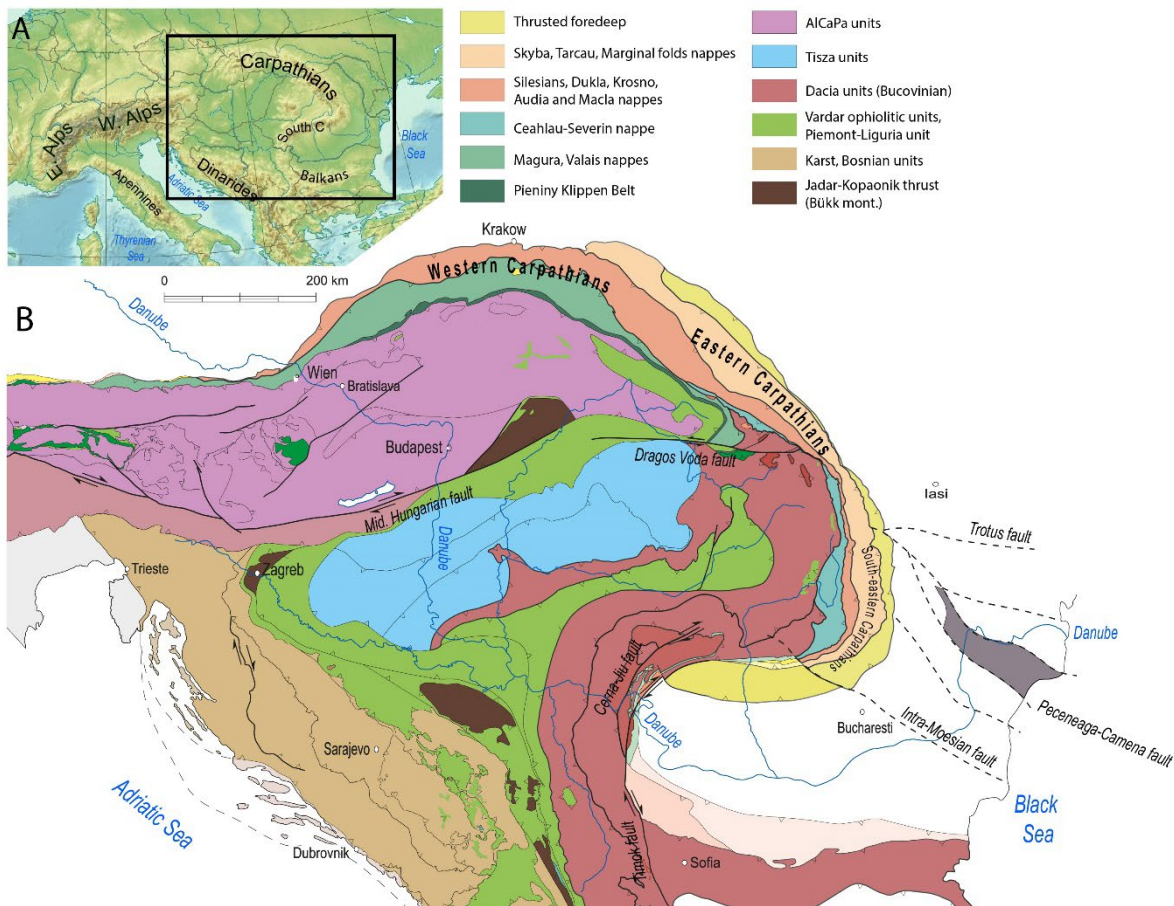 A
Carpathians
E. Alps
W. Alps
South C
Black
Sea
Dinarides
Adriatic Sea
Balkans
Apennines
Thyrenian
Sea
Thrusted foredeep
Skyba, Tarcau, Marginal folds nappes
Silesians, Dukla, Krosno,
Audia and Macla nappes
Ceahlau-Severin nappe
Magura, Valais nappes
Pieniny Klippen Belt
AlCaPa units
Tisza units
Dacia units (Bucovinian)
Vardar ophiolitic units,
Piemont-Liguria unit
Karst, Bosnian units
Jadar-Kopaonik thrust
(Bükk mont.)
0
200 km
B
Krakow
Western Carpathians
Danube
Eastern Carpathians
Wien
Bratislava
Budapest
Dragos Voda fault
Iasi
Mid. Hungarian fault
Trotus fault
Danube
Trieste
Zagreb
South-eastern Carpathians
Danube
Cerna-Jiu fault
Danube
Bucharesti
Intra-Moesian fault
Peceneaga-Camena fault
Sarajevo
Adriatic Sea
Black
Sea
Dubrovnik
Timok fault
Sofia